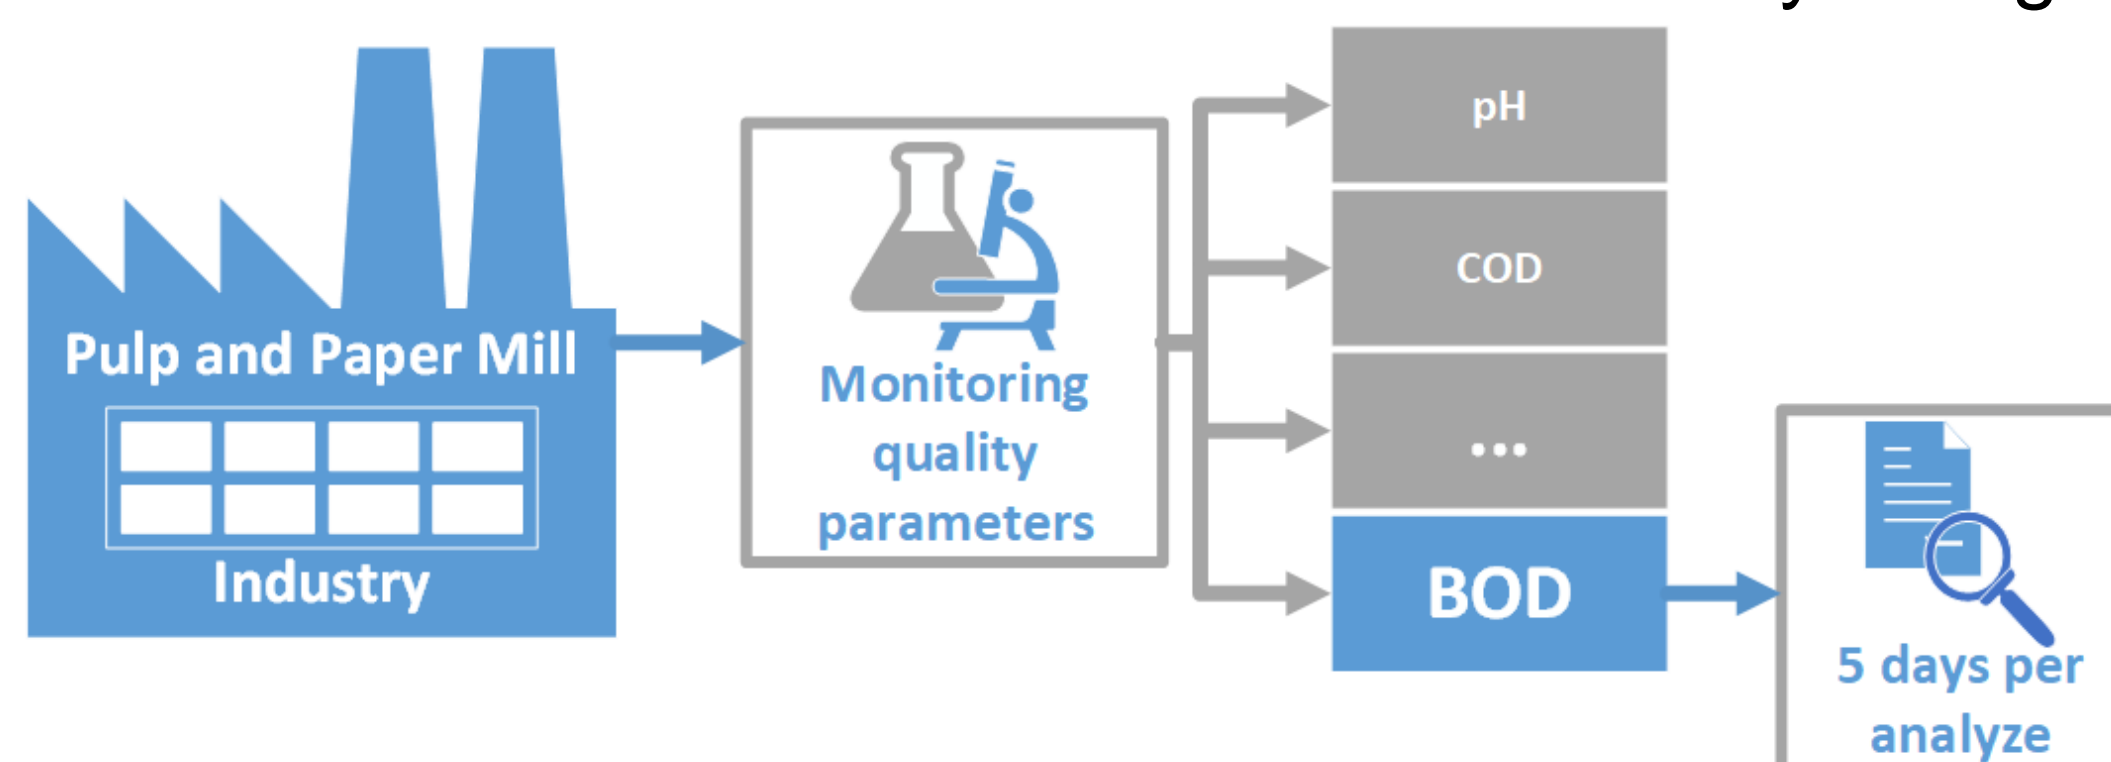 Pulp and Paper Mill
Industry
Monitoring
quality
parameters
pH
COD
...
BOD
5 days per
analyze